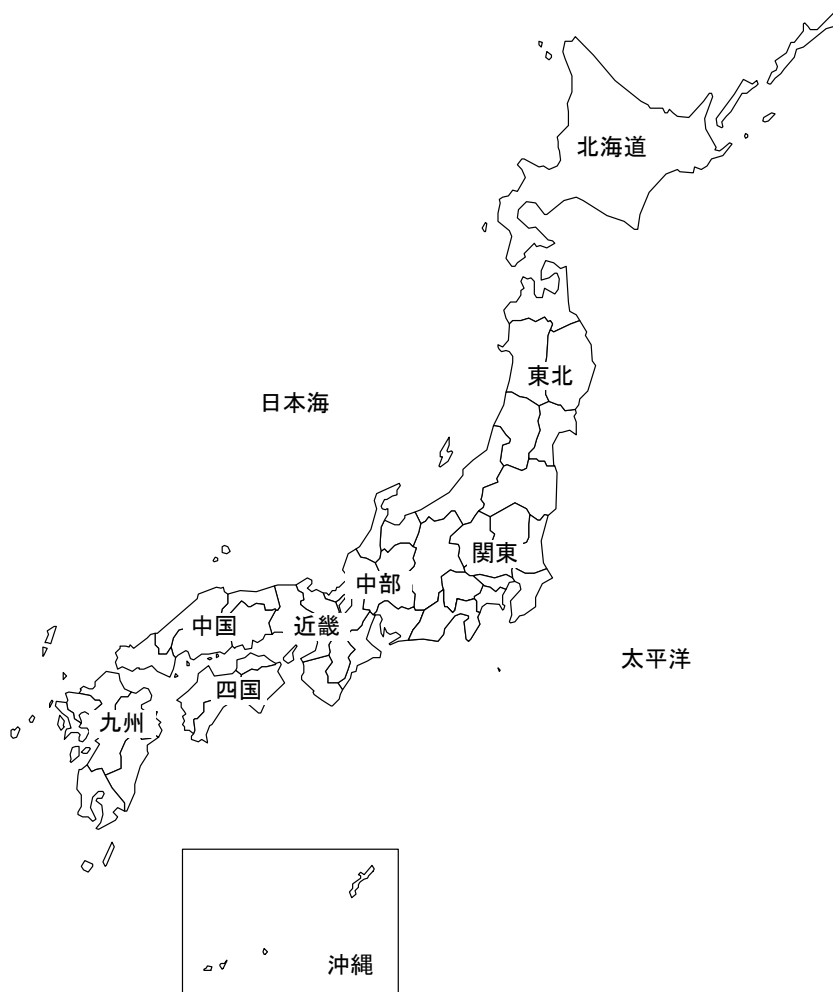 北海道
東北
日本海
関東
中部
中国
近畿
太平洋
四国
九州
沖縄